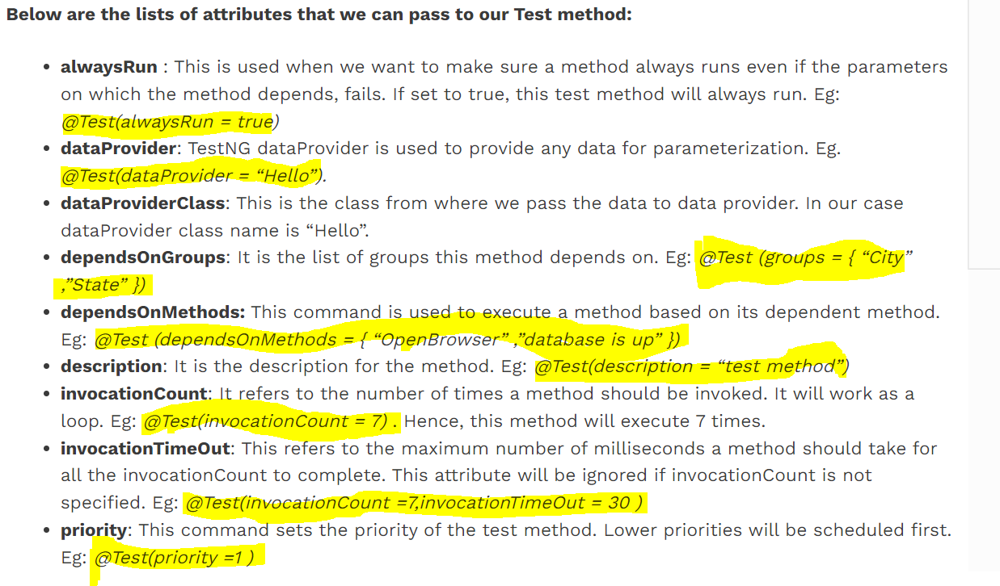 Below are the lists of attributes that we can pass to our Test method:
• alwaysRun : This is used when we want to make sure a method always runs even if the parameters
on which the method depends, fails. If set to true, this test method will always run. Eg:
@Test(alwaysRun = true)
• dataProvider: TestNG dataProvider is used to provide any data for parameterization. Eg.
@Test(dataProvider = “Hello”).
• dataProviderClass: This is the class from where we pass the data to data provider. In our case
dataProvider class name is “Hello”.
• dependsOnGroups: It is the list of groups this method depends on. Eg: @Test (groups = { “City”
,”State” })
• dependsOnMethods: This command is used to execute a method based on its dependent method.
Eg: @Test (dependsOnMethods = { “OpenBrowser” ,”database is up” })
• description: It is the description for the method. Eg: @Test(description = “test method”)
• invocationCount: It refers to the number of times a method should be invoked. It will work as a
loop. Eg: @Test(invocationCount = 7) . Hence, this method will execute 7 times.
• invocationTimeOut: This refers to the maximum number of milliseconds a method should take for
all the invocationCount to complete. This attribute will be ignored if invocationCount is not
specified. Eg: @Test(invocationCount =7,invocationTimeOut = 30 )
• priority: This command sets the priority of the test method. Lower priorities will be scheduled first.
Eg: @Test(priority =1 )